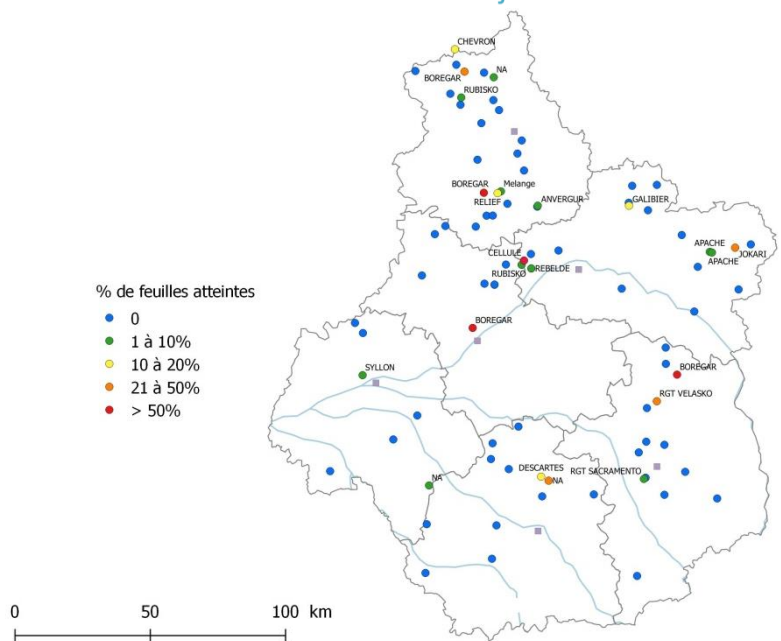 CHEVRON
BOREGAR
NA
RUBISKO
BOREGAR
Melange
RELIEF
ANVERGUR
GALIBIER
CELLULE
APACHE
JOKARI
APACHE
RUBISKO
REBELDE
% de feuilles atteintes
0
1 à 10%
10 à 20%
21 à 50%
> 50%
BOREGAR
SYLLON
BOREGAR
RGT VELASKO
DESCARTES
RGT SACRAMENTO
NA
NA
0 50 100 km